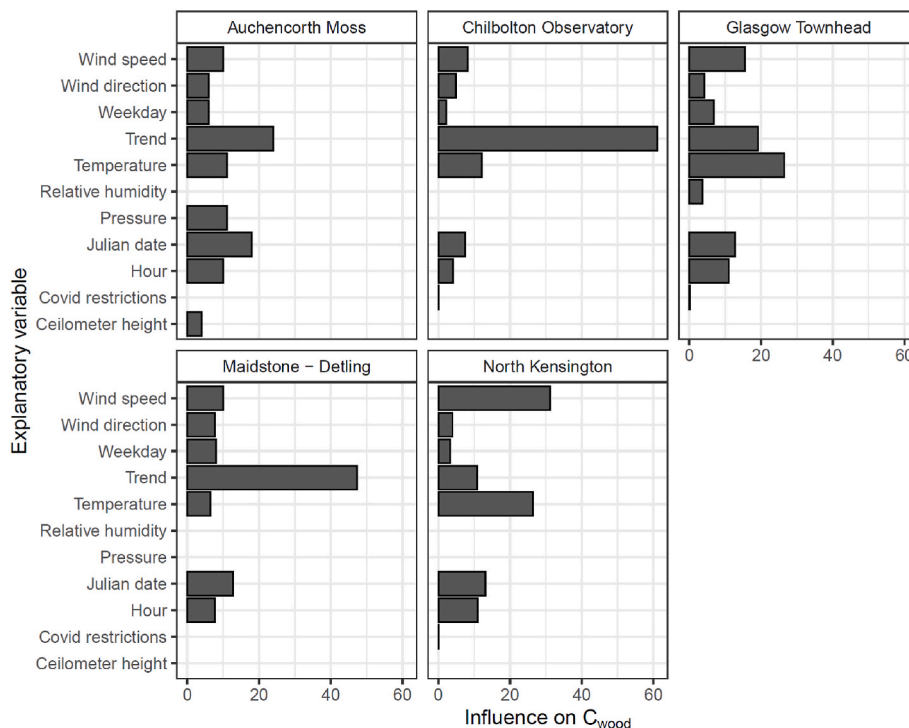 Auchencorth Moss
Chilbolton Observatory
Glasgow Townhead
Wind speed
Wind direction
Weekday
Trend
Temperature
Relative humidity
Pressure
Julian date
Hour
Covid restrictions
Ceilometer height
0 20 40 60
Maidstone − Detling
North Kensington
Wind speed
Wind direction
Weekday
Trend
Temperature
Relative humidity
Pressure
Julian date
Hour
Covid restrictions
Ceilometer height
0 20 40 60
0 20 40 60
Explanatory variable
Influence on Cwood